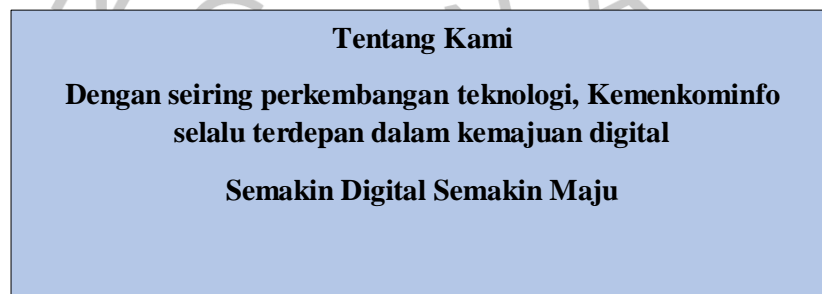 Tentang Kami
Dengan seiring perkembangan teknologi, Kemenkominfo
selalu terdepan dalam kemajuan digital
Semakin Digital Semakin Maju